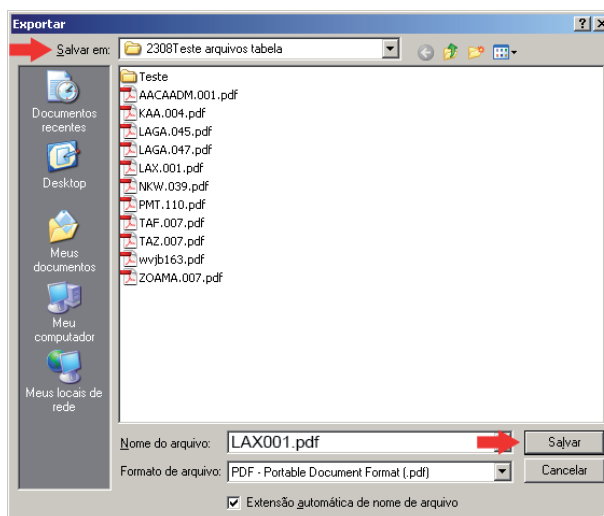 Exportar
Salvar em: 2308Teste arquivos tabela
Documentos recentes
Desktop
Meus documentos
Meu computador
Meus locais de rede
Teste
AACAADM.001.pdf
KAA.004.pdf
LAGA.045.pdf
LAGA.047.pdf
LAX.001.pdf
NKW.039.pdf
PMT.110.pdf
TAF.007.pdf
TAZ.007.pdf
wvjb163.pdf
ZOAMA.007.pdf
Nome do arquivo: LAX001.pdf Salvar
Formato de arquivo: PDF - Portable Document Format (.pdf) Cancelar
Extensão automática de nome de arquivo